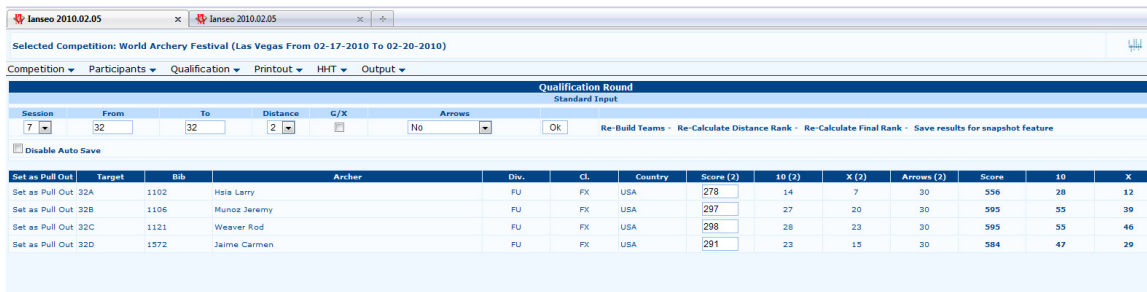 Ianseo 2010.02.05 x Ianseo 2010.02.05 x
Selected Competition: World Archery Festival (Las Vegas From 02-17-2010 To 02-20-2010)
Competition Participants Qualification Printout HHT Output
Qualification Round
Standard Input
Session From To Distance G/X Arrows
7 32 32 2 No Ok Re-Build Teams - Re-Calculate Distance Rank - Re-Calculate Final Rank - Save results for snapshot feature
Disable Auto Save
Set as Pull Out Target Bib Archer Div. Cl. Country Score (2) 10 (2) X (2) Arrows (2) Score 10 X
Set as Pull Out 32A 1102 Hsia Larry FU FX USA 278 14 7 30 556 28 12
Set as Pull Out 32B 1106 Munoz Jeremy FU FX USA 297 27 20 30 595 55 39
Set as Pull Out 32C 1121 Weaver Rod FU FX USA 298 28 23 30 595 55 46
Set as Pull Out 32D 1572 Jaime Carmen FU FX USA 291 23 15 30 584 47 29